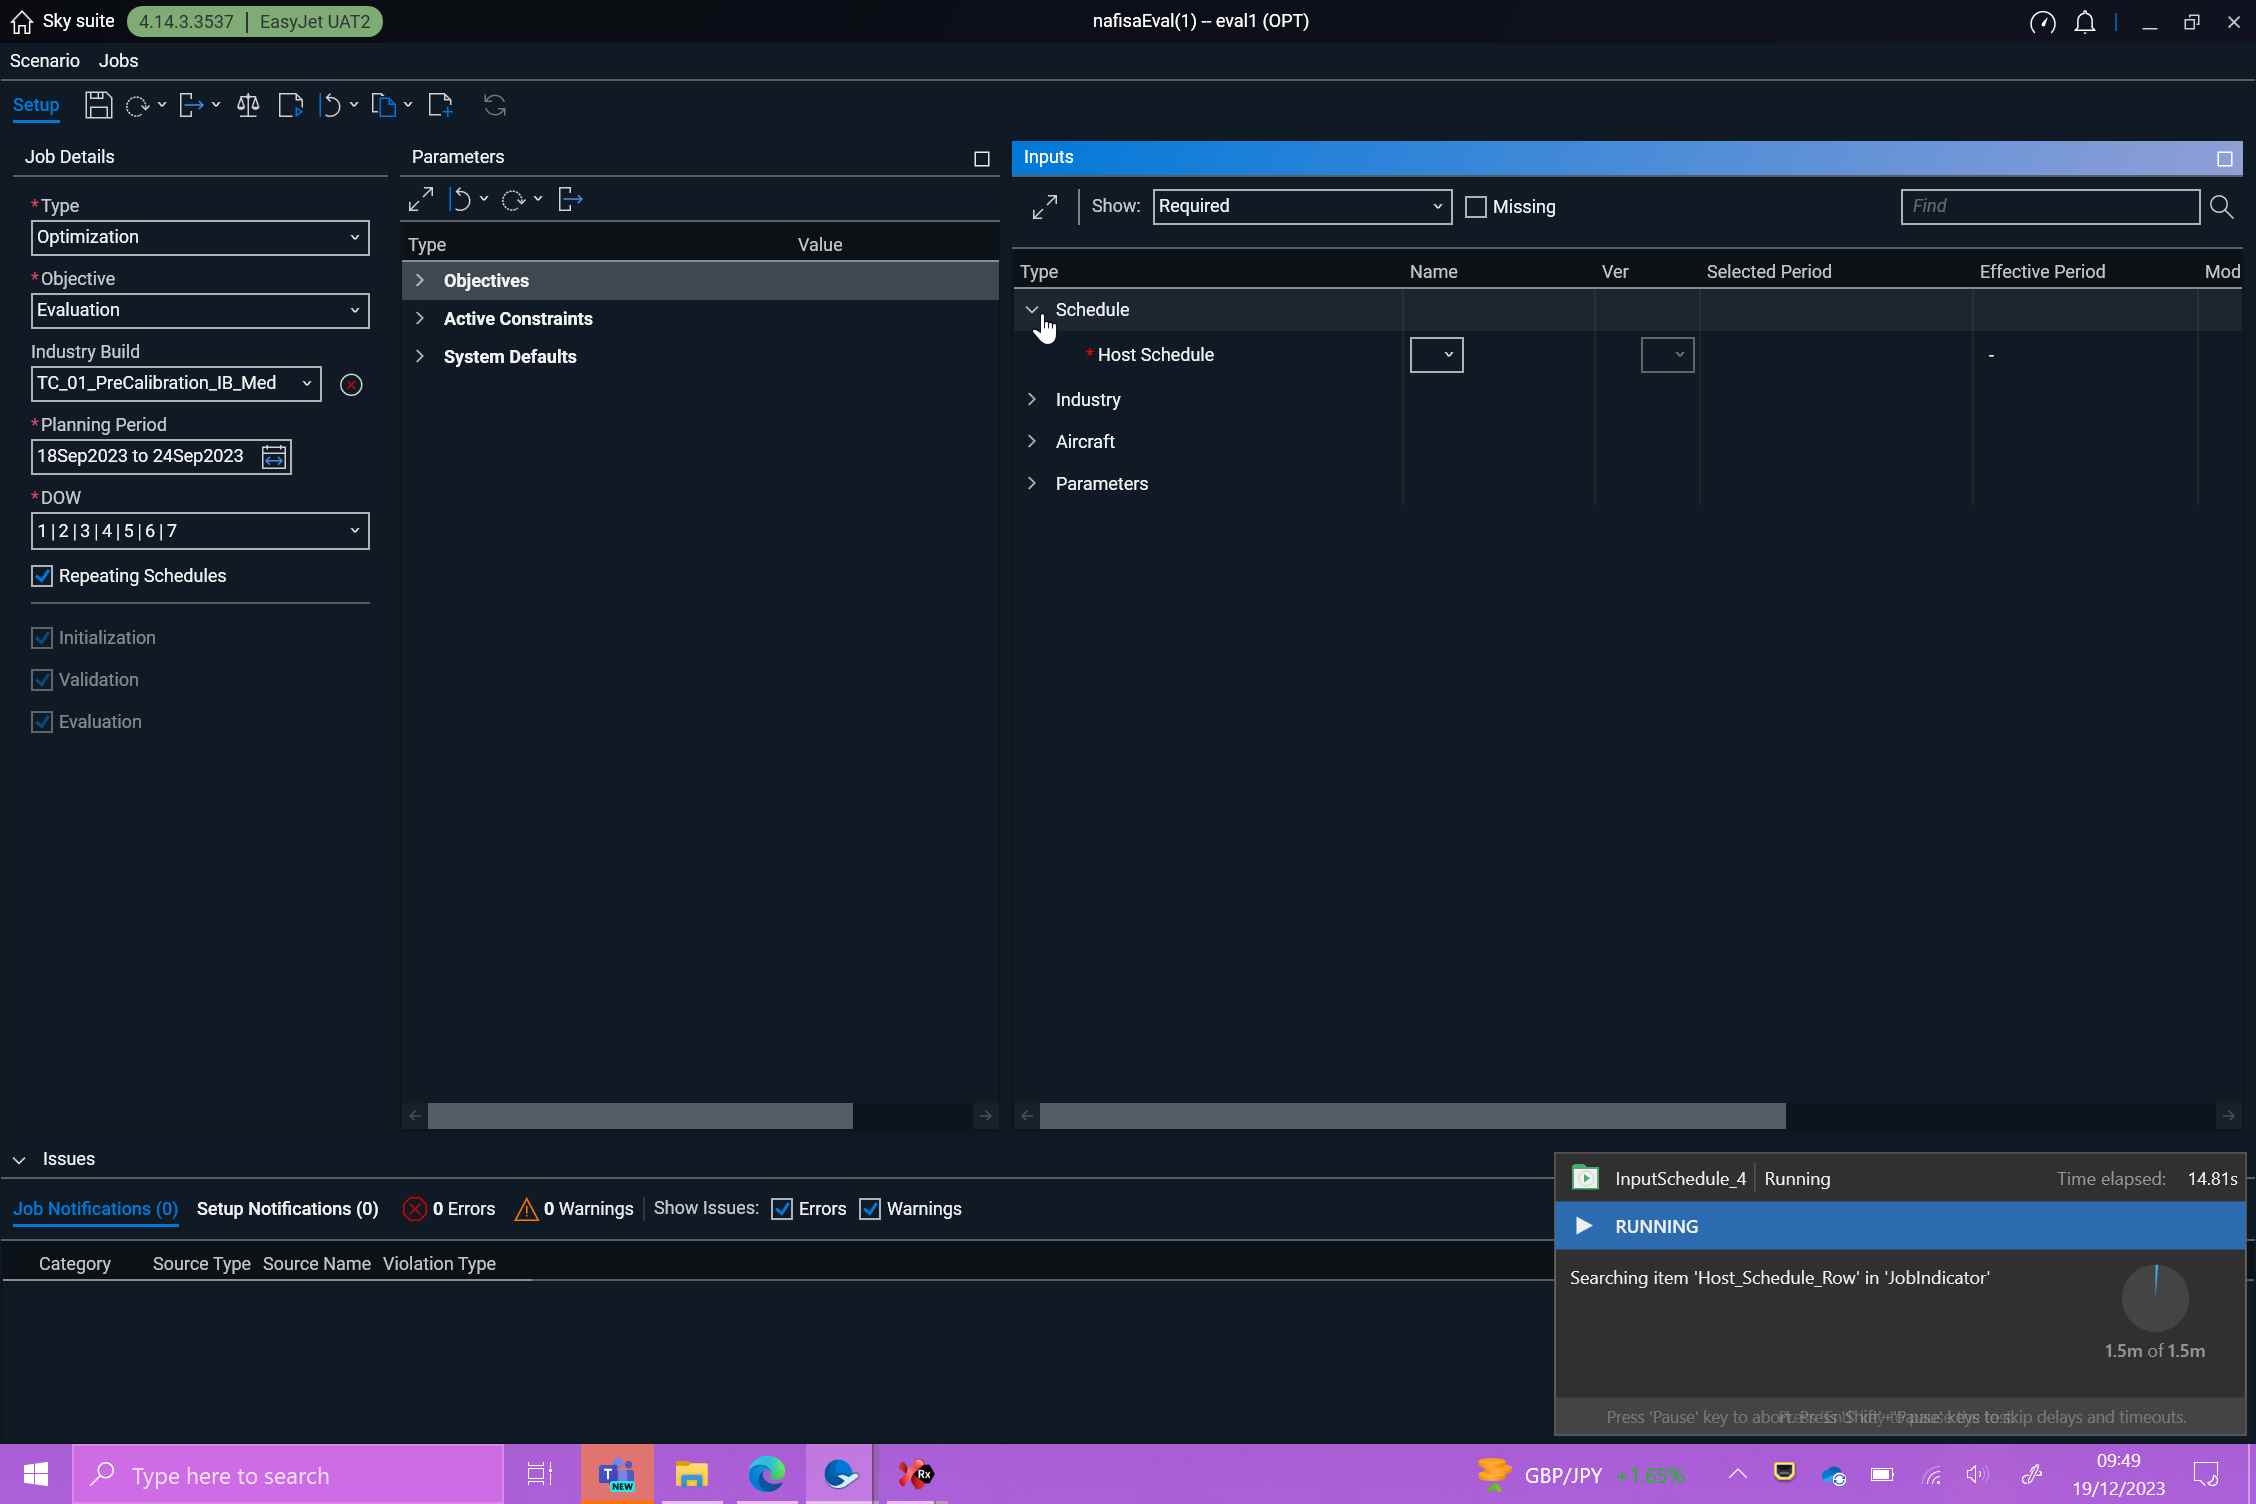 Sky suite 4.14.3.3537 | EasyJet UAT2 nafisaEval(1) -- eval1 (OPT)
Scenario Jobs
Setup
Job Details
*Type
Optimization
*Objective
Evaluation
Industry Build
TC_01_PreCalibration_IB_Med
*Planning Period
18Sep2023 to 24Sep2023
*DOW
1|2|3|4|5|6|7
Repeating Schedules
Initialization
Validation
Evaluation
Parameters
Type Value
Objectives
Active Constraints
System Defaults
Inputs
Show: Required Missing Find
Type Name Ver Selected Period Effective Period Mod
Schedule
* Host Schedule -
Industry
Aircraft
Parameters
Issues
Job Notifications (0) Setup Notifications (0) 0 Errors 0 Warnings Show Issues: Errors Warnings
Category Source Type Source Name Violation Type
InputSchedule_4 Running Time elapsed: 14.81s
RUNNING
Searching item 'Host_Schedule_Row' in 'JobIndicator'
1.5m of 1.5m
Press 'Pause' key to abort. keys to skip delays and timeouts.
Type here to search
T
NEW
Rx
GBP/JPY +1.65%
09:49
19/12/2023